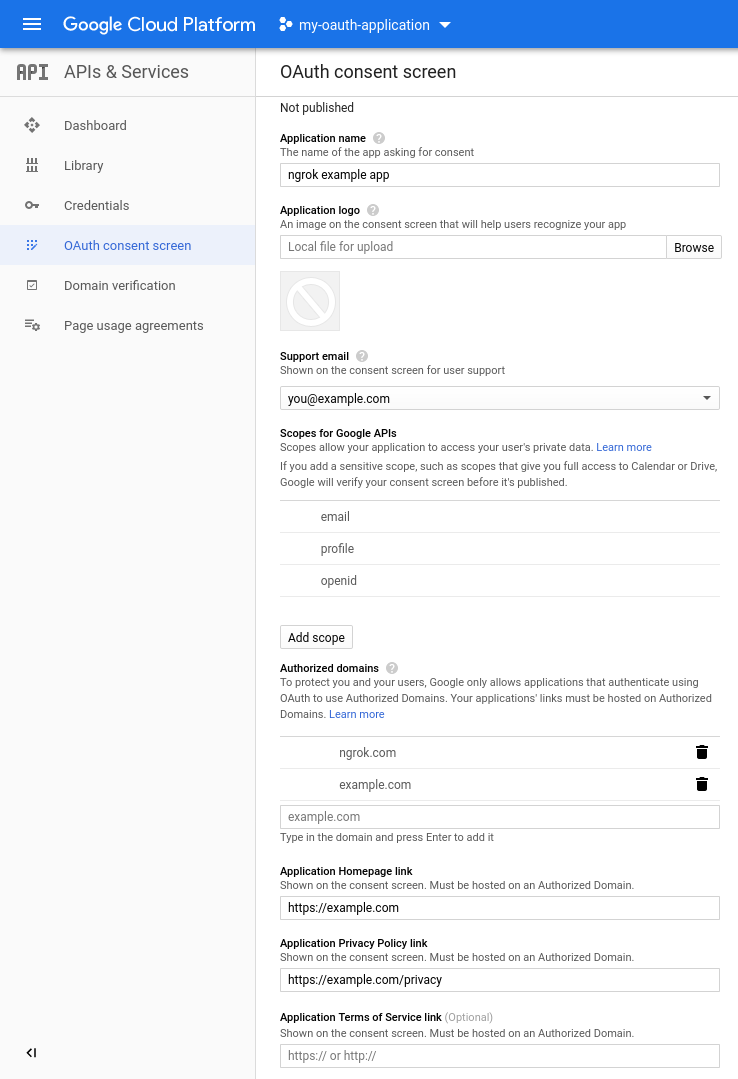 Google Cloud Platform
my-oauth-application
API
APIs & Services
Dashboard
Library
Credentials
OAuth consent screen
Domain verification
Page usage agreements
OAuth consent screen
Not published
Application name ?
The name of the app asking for consent
ngrok example app
Application logo ?
An image on the consent screen that will help users recognize your app
Local file for upload
Browse
Support email ?
Shown on the consent screen for user support
you@example.com
Scopes for Google APIs
Scopes allow your application to access your user's private data. Learn more
If you add a sensitive scope, such as scopes that give you full access to Calendar or Drive,
Google will verify your consent screen before it's published.
email
profile
openid
Add scope
Authorized domains ?
To protect you and your users, Google only allows applications that authenticate using
OAuth to use Authorized Domains. Your applications' links must be hosted on Authorized
Domains. Learn more
ngrok.com
example.com
example.com
Type in the domain and press Enter to add it
Application Homepage link
Shown on the consent screen. Must be hosted on an Authorized Domain.
https://example.com
Application Privacy Policy link
Shown on the consent screen. Must be hosted on an Authorized Domain.
https://example.com/privacy
Application Terms of Service link (Optional)
Shown on the consent screen. Must be hosted on an Authorized Domain.
https:// or http://